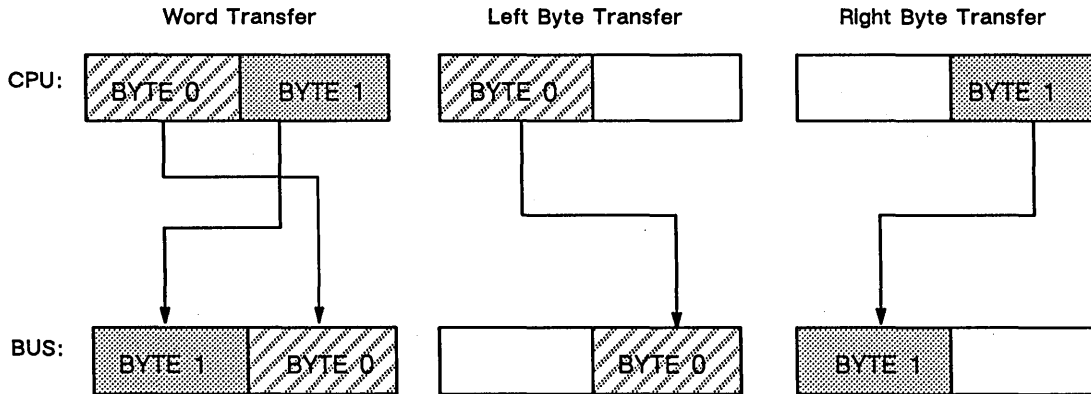 Word Transfer Left Byte Transfer Right Byte Transfer
CPU: BYTE 0 BYTE 1 BYTE 0 BYTE 1
BUS: BYTE 1 BYTE 0 BYTE 0 BYTE 1